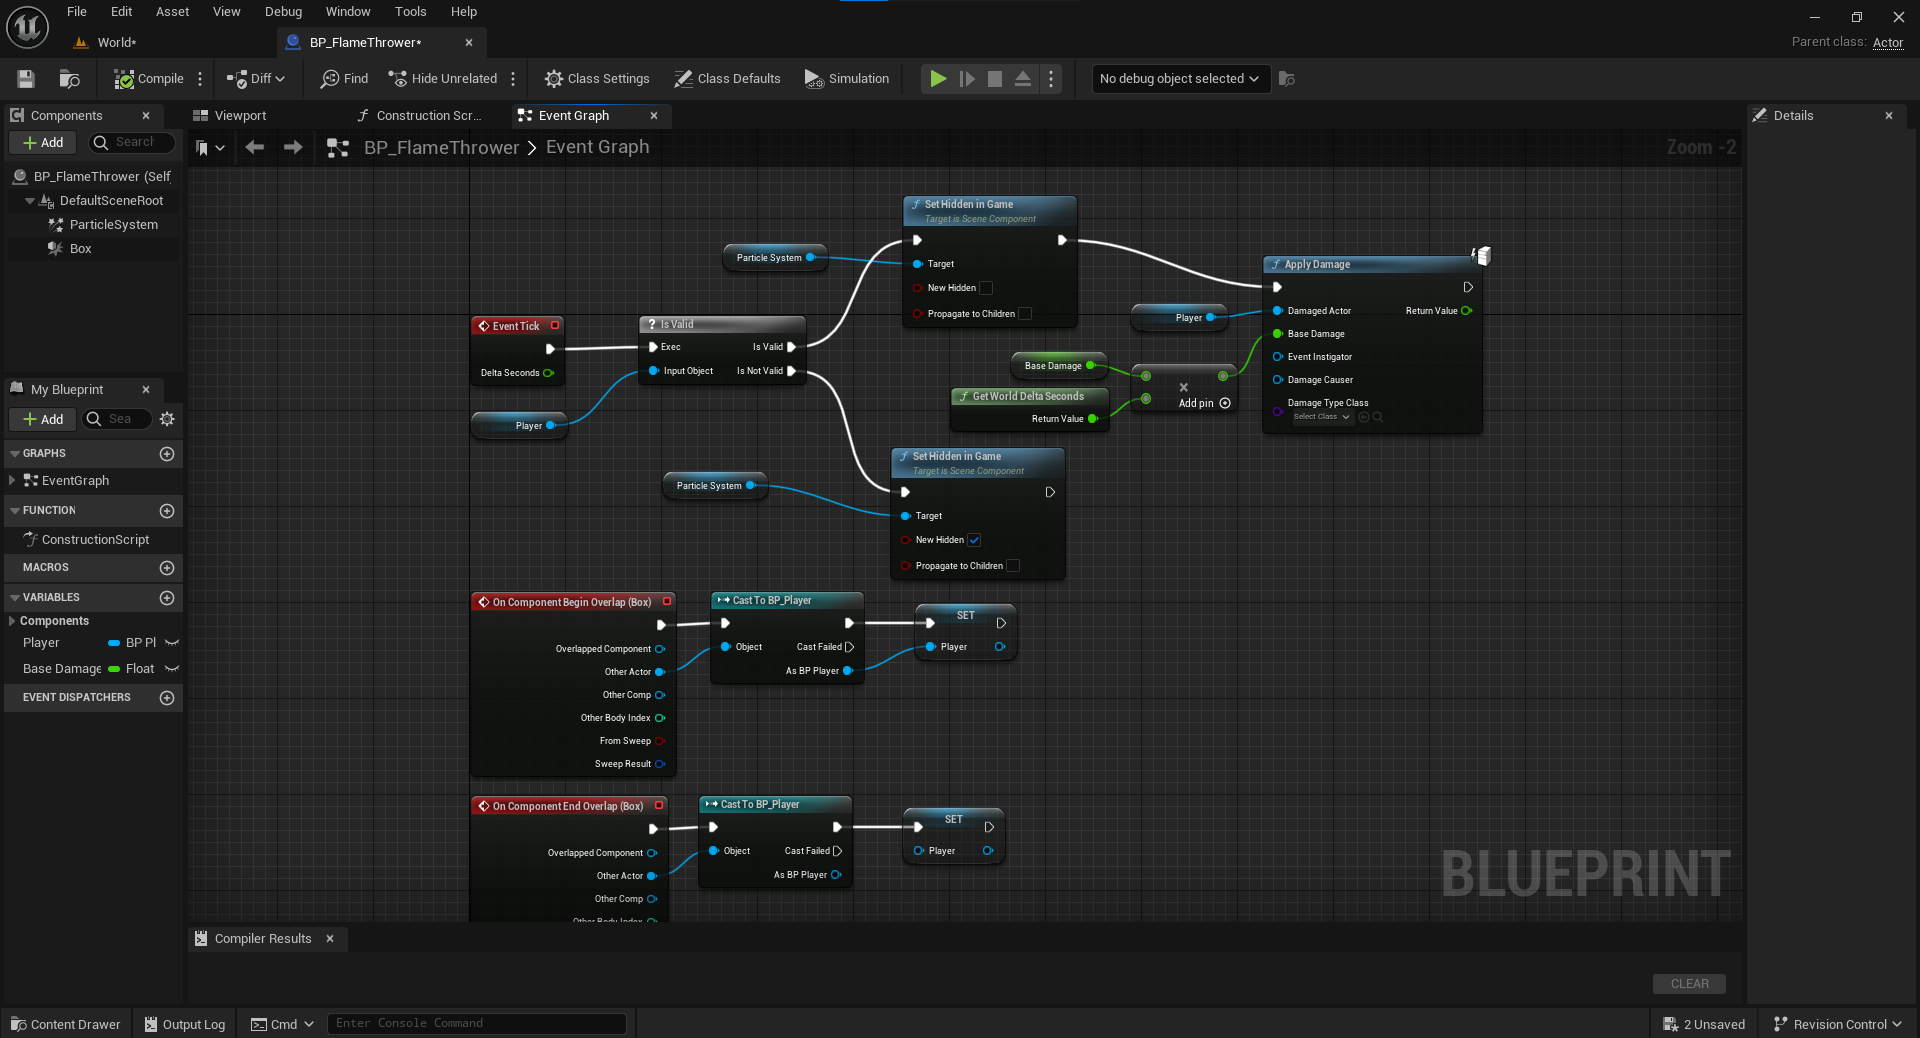 File Edit Asset View Debug Window Tools Help
World*
BP_FlameThrower*
Parent class: Actor
Compile
Diff
Find
Hide Unrelated
Class Settings
Class Defaults
Simulation
No debug object selected
Components
Viewport
Construction Scr...
Event Graph
Details
Add
Search
BP_FlameThrower > Event Graph
Zoom -2
BP_FlameThrower (Self
DefaultSceneRoot
ParticleSystem
Box
My Blueprint
Add
Sea
GRAPHS
EventGraph
FUNCTION
ConstructionScript
MACROS
VARIABLES
Components
Player BP Pl
Base Damage Float
EVENT DISPATCHERS
Event Tick
Delta Seconds
Player
Is Valid
Exec Is Valid
Input Object Is Not Valid
Particle System
Set Hidden in Game
Target is Scene Component
Target
New Hidden
Propagate to Children
Player
Base Damage
Get World Delta Seconds
Return Value
Add pin
Apply Damage
Damaged Actor Return Value
Base Damage
Event Instigator
Damage Causer
Damage Type Class
Select Class
Particle System
Set Hidden in Game
Target is Scene Component
Target
New Hidden
Propagate to Children
On Component Begin Overlap (Box)
Overlapped Component
Other Actor
Other Comp
Other Body Index
From Sweep
Sweep Result
Cast To BP_Player
Object Cast Failed
As BP Player
SET
Player
On Component End Overlap (Box)
Overlapped Component
Other Actor
Other Comp
Other Body Index
Cast To BP_Player
Object Cast Failed
As BP Player
SET
Player
BLUEPRINT
Compiler Results
CLEAR
Content Drawer
Output Log
Cmd
Enter Console Command
2 Unsaved
Revision Control